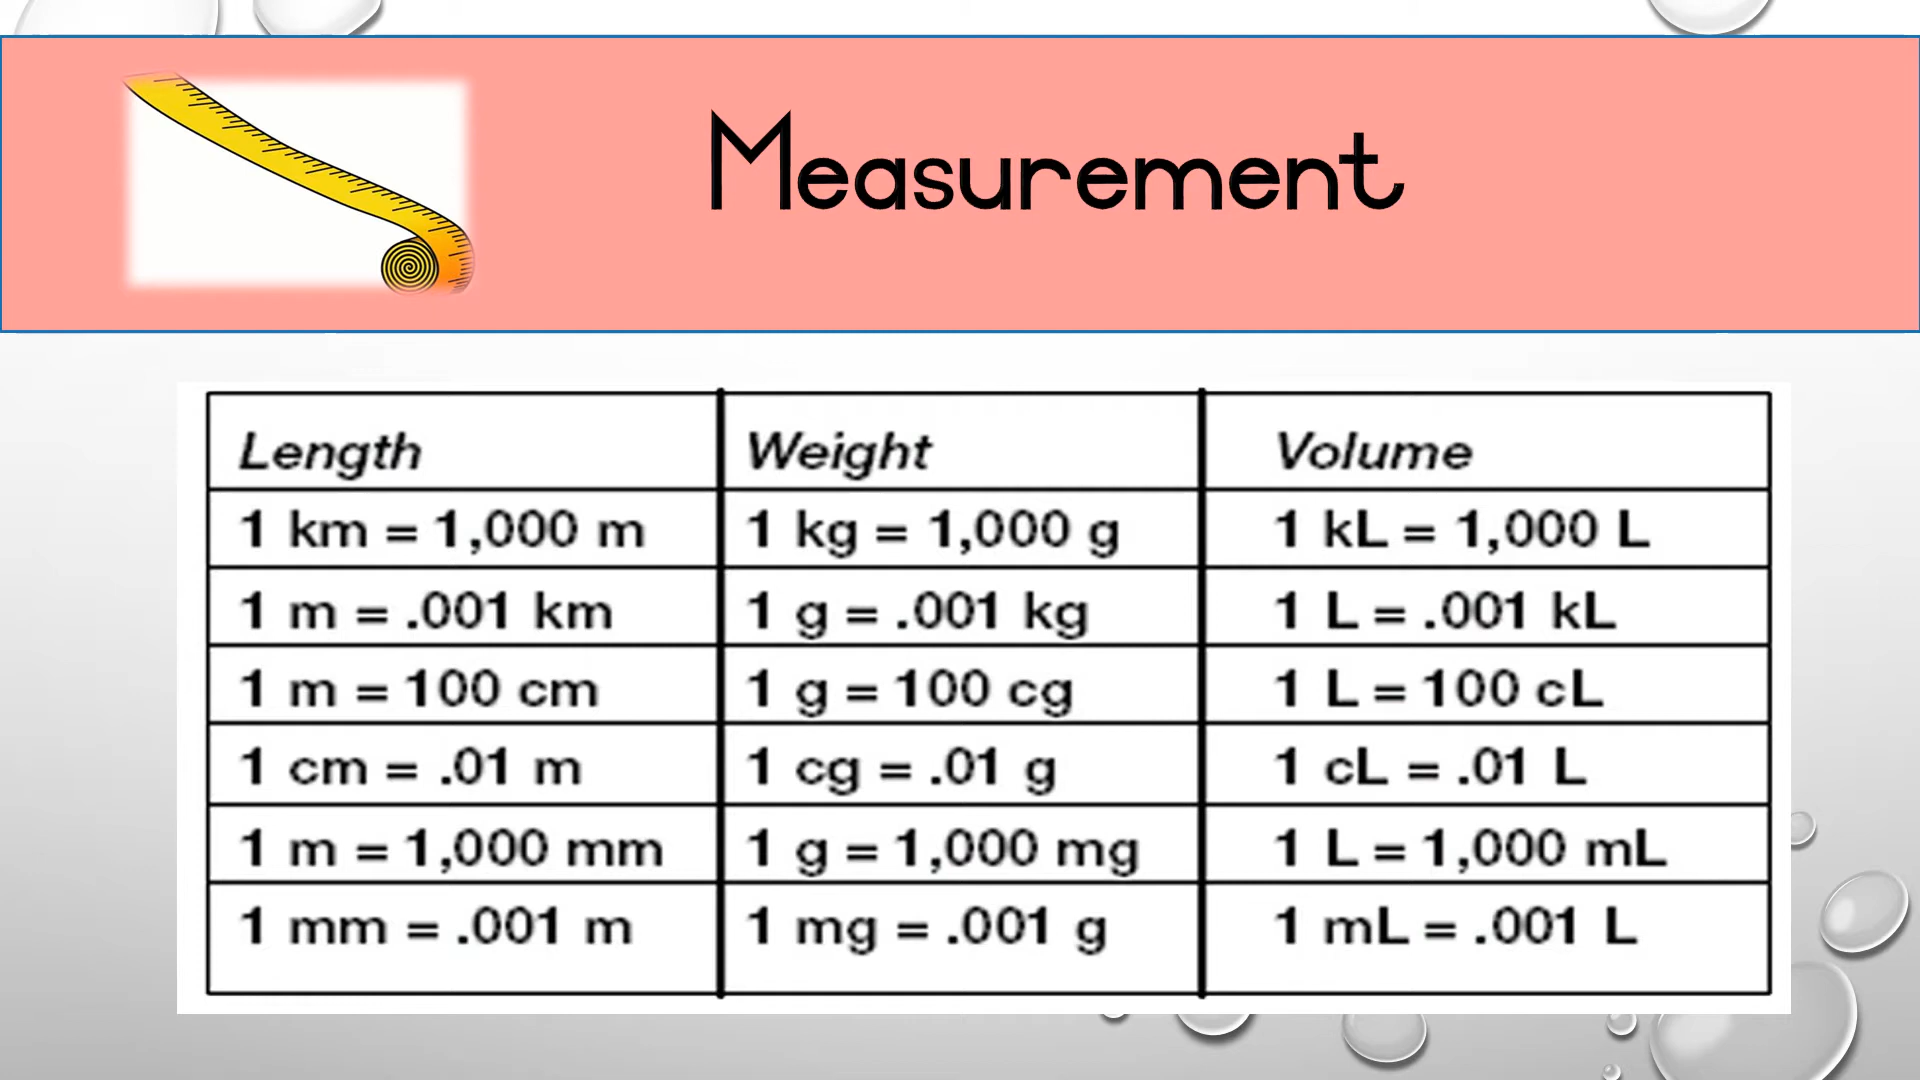 Measurement
Length Weight Volume
1 km = 1,000 m 1 kg = 1,000 g 1 kL = 1,000 L
1 m = .001 km 1 g = .001 kg 1 L = .001 kL
1 m = 100 cm 1 g = 100 cg 1 L = 100 cL
1 cm = .01 m 1 cg = .01 g 1 cL = .01 L
1 m = 1,000 mm 1 g = 1,000 mg 1 L = 1,000 mL
1 mm = .001 m 1 mg = .001 g 1 mL = .001 L